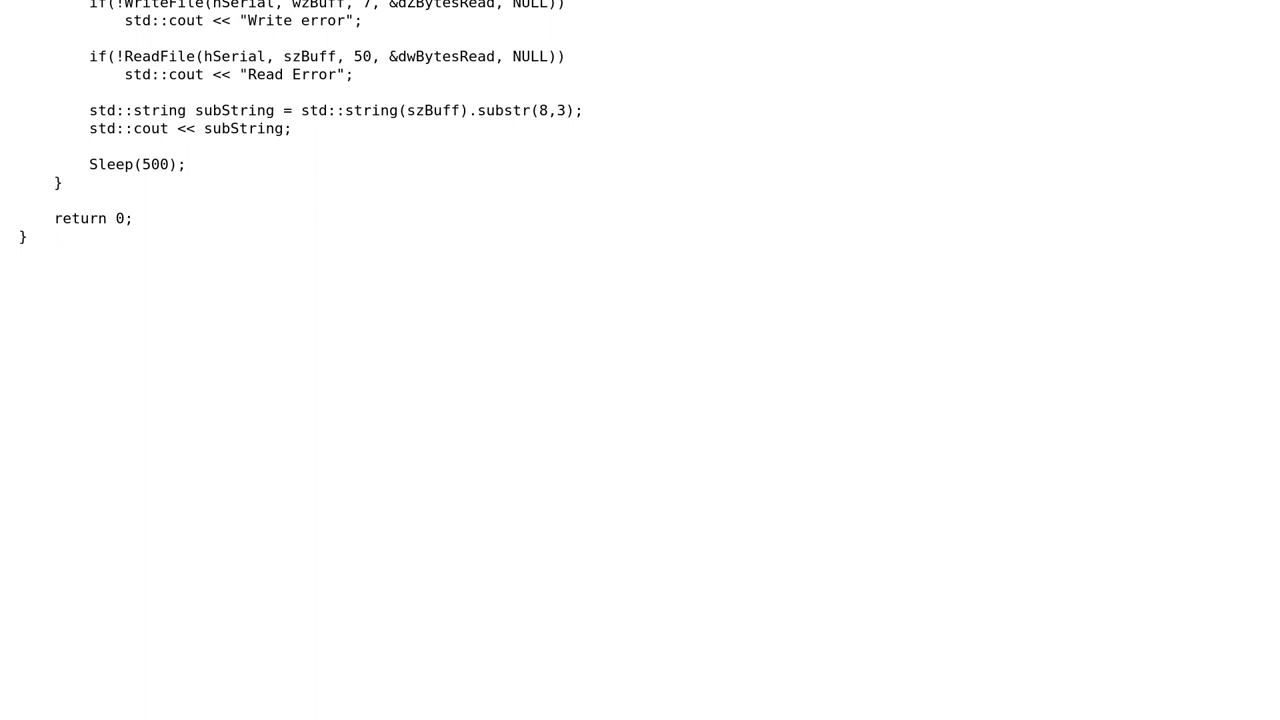 if(!WriteFile(hSerial, wzBuff, 7, &dZBytesRead, NULL))
std::cout << "Write error";
if(!ReadFile(hSerial, szBuff, 50, &dwBytesRead, NULL))
std::cout << "Read Error";
std::string subString = std::string(szBuff).substr(8,3);
std::cout << subString;
Sleep(500);
}
return 0;
}